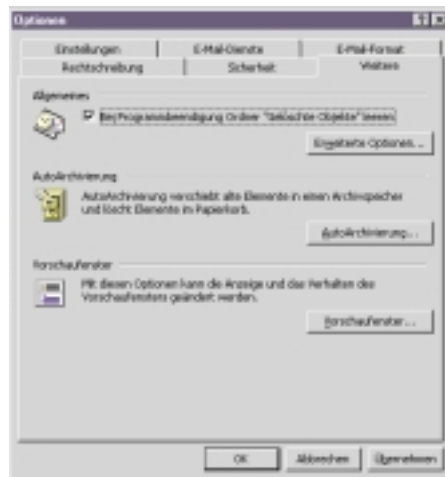 Optionen
Einstellungen
E-Mail-Dienste
E-Mail-Format
Rechtschreibung
Sicherheit
Weitere
Allgemeines
Bei Programmbeendigung Ordner "Gelöschte Objekte" leeren
Erweiterte Optionen...
AutoArchivierung
AutoArchivierung verschiebt alte Elemente in einen Archivspeicher
und löscht Elemente im Papierkorb.
AutoArchivierung...
Vorschaufenster
Mit diesen Optionen kann die Anzeige und das Verhalten des
Vorschaufensters geändert werden.
Vorschaufenster...
OK
Abbrechen
Übernehmen